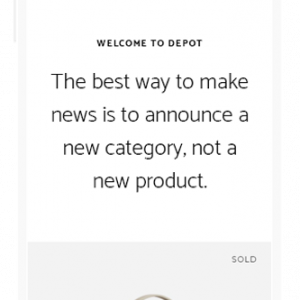 WELCOME TO DEPOT
The best way to make
news is to announce a
new category, not a
new product.
SOLD